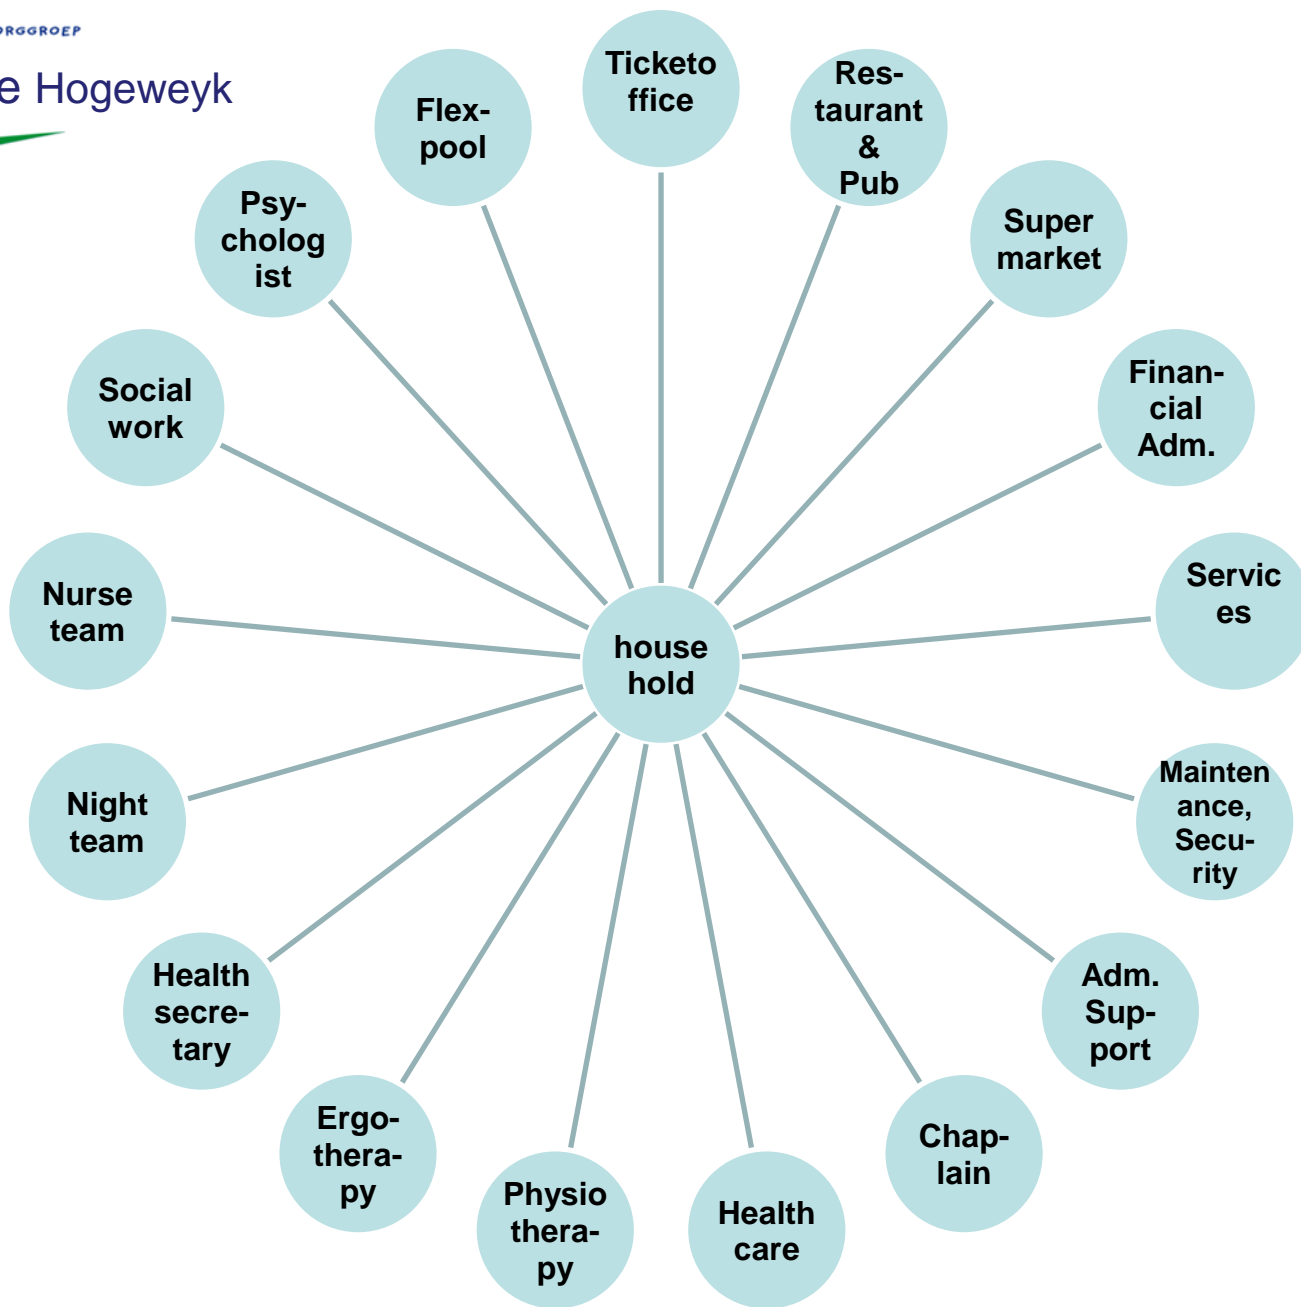 ORGGROEP
e Hogeweyk
Ticketo
ffice
Res-
taurant
&
Pub
Super
market
Finan-
cial
Adm.
Servic
es
Mainten
ance,
Secu-
rity
Adm.
Sup-
port
Chap-
lain
Health
care
Physio
thera-
py
Ergo-
thera-
py
Health
secre-
tary
Night
team
Nurse
team
Social
work
Psy-
cholog
ist
Flex-
pool
house
hold